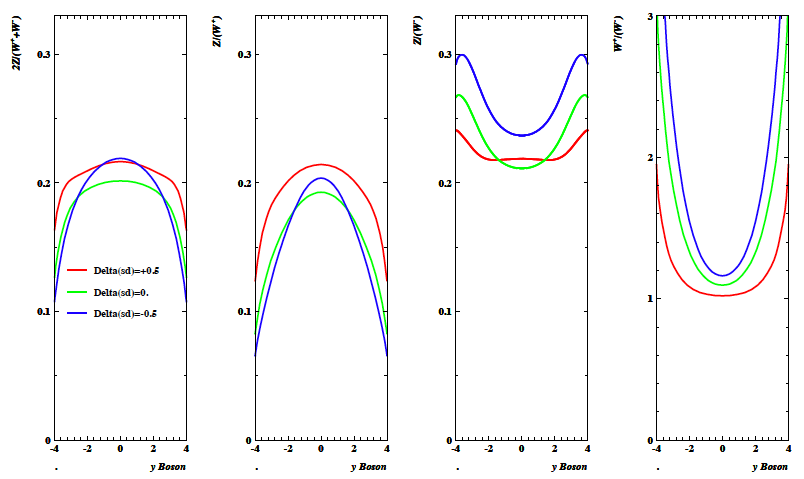 2Z/(W⁺+W⁻
0.3
0.2
0.1
0
-4 -2 0 2 4
y Boson
Delta(sd)=+0.5
Delta(sd)=0.
Delta(sd)=-0.5
Z/(W⁺)
0.3
0.2
0.1
0
-4 -2 0 2 4
y Boson
Z/(W⁻)
0.3
0.2
0.1
0
-4 -2 0 2 4
y Boson
W⁺/(W⁻)
3
2
1
0
-4 -2 0 2 4
y Boson